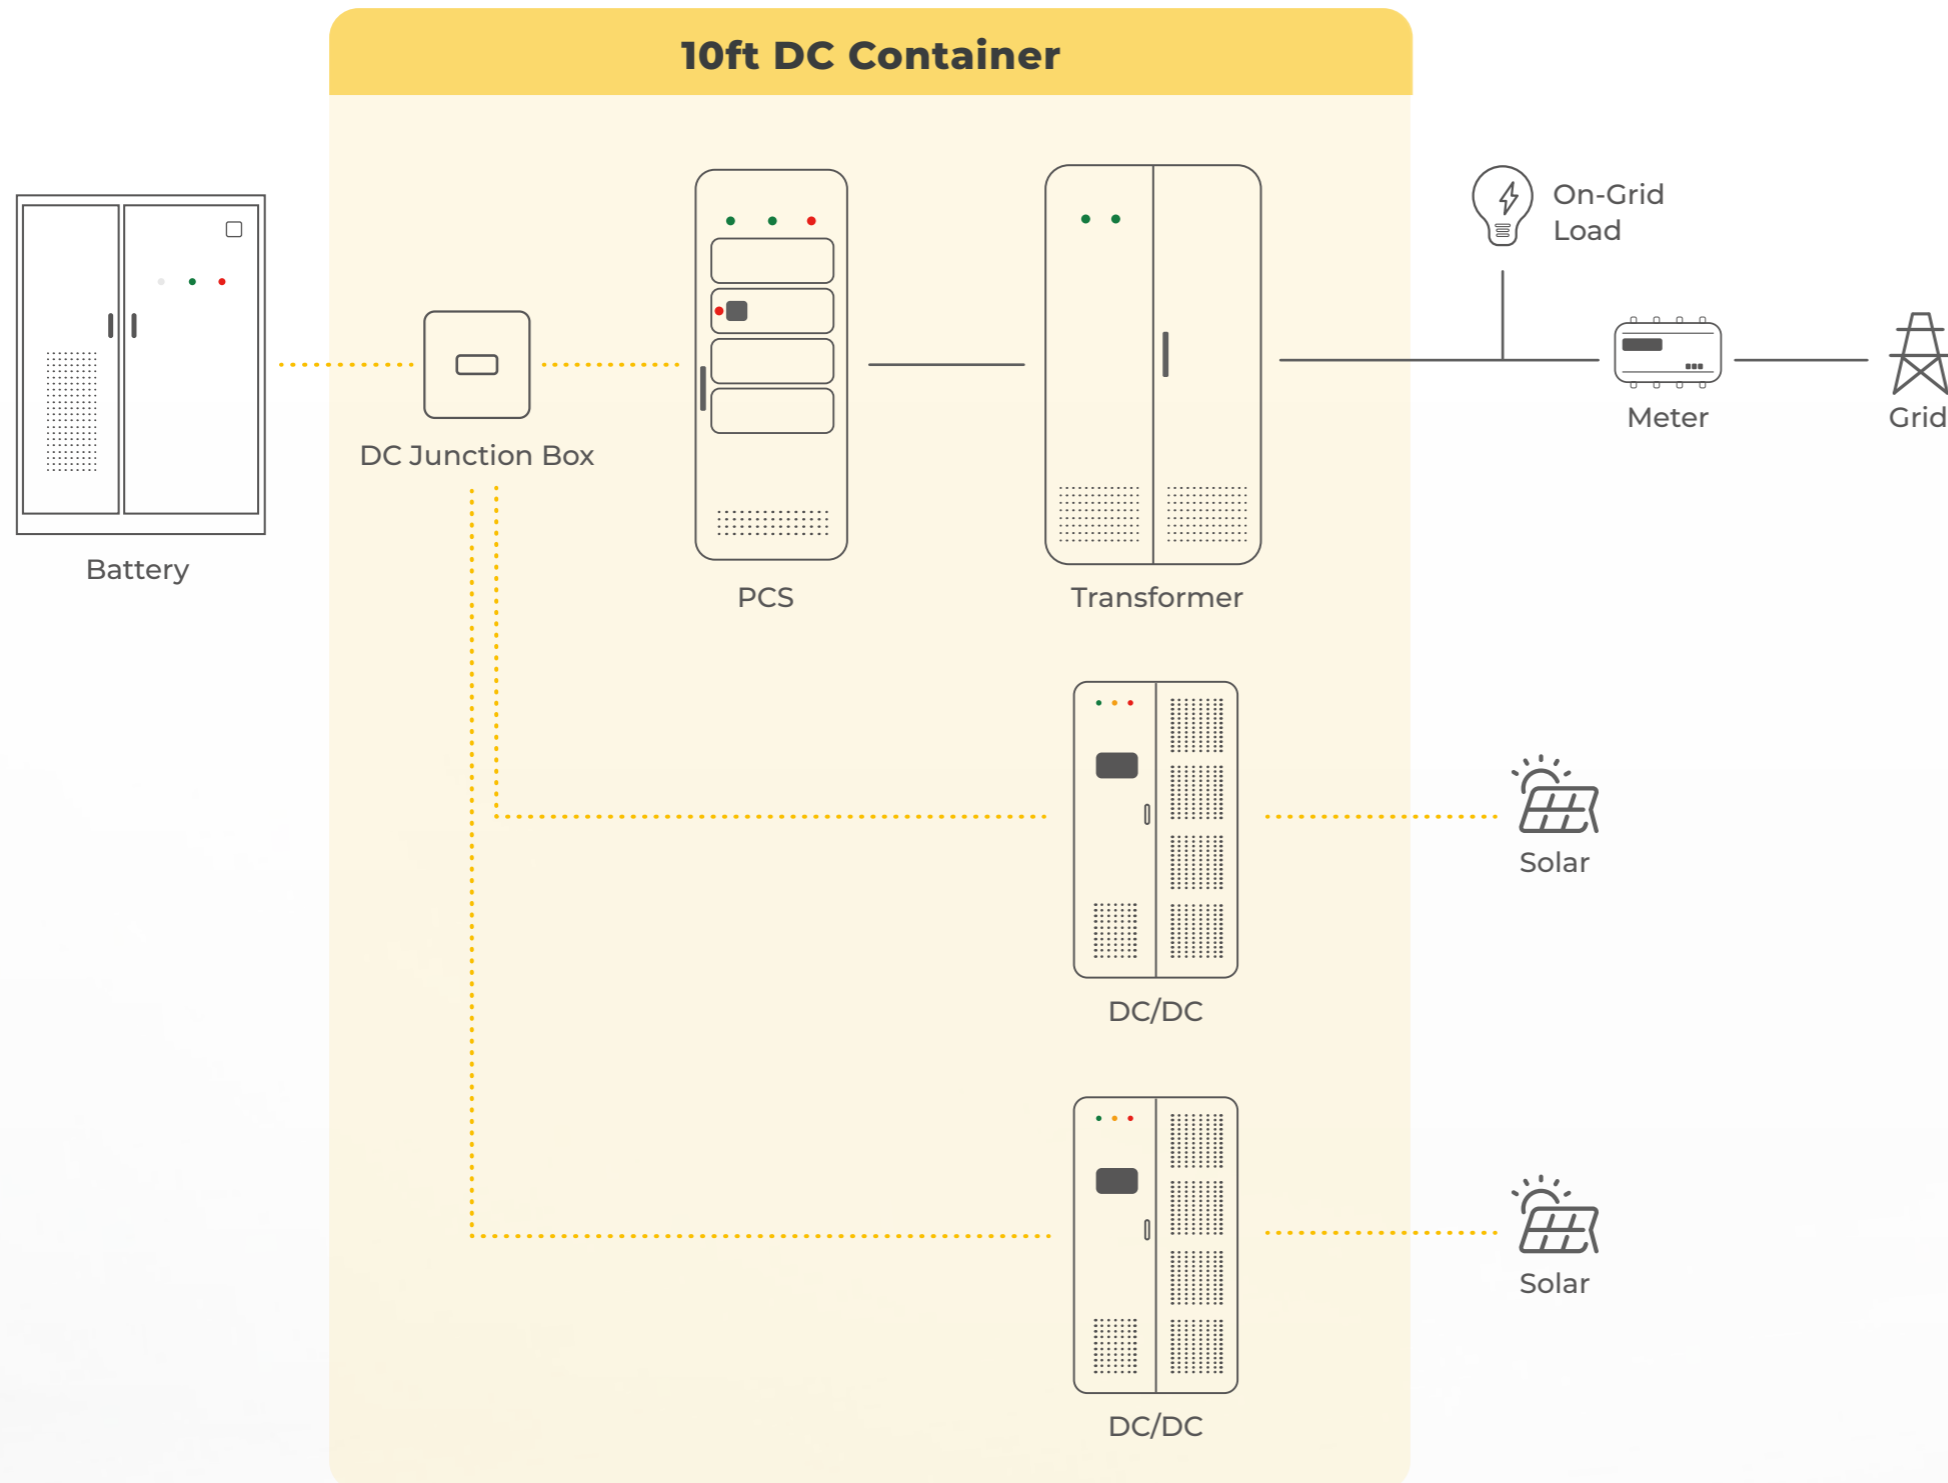 10ft DC Container
On-Grid
Load
Meter
Grid
DC Junction Box
Battery
PCS
Transformer
Solar
DC/DC
Solar
DC/DC